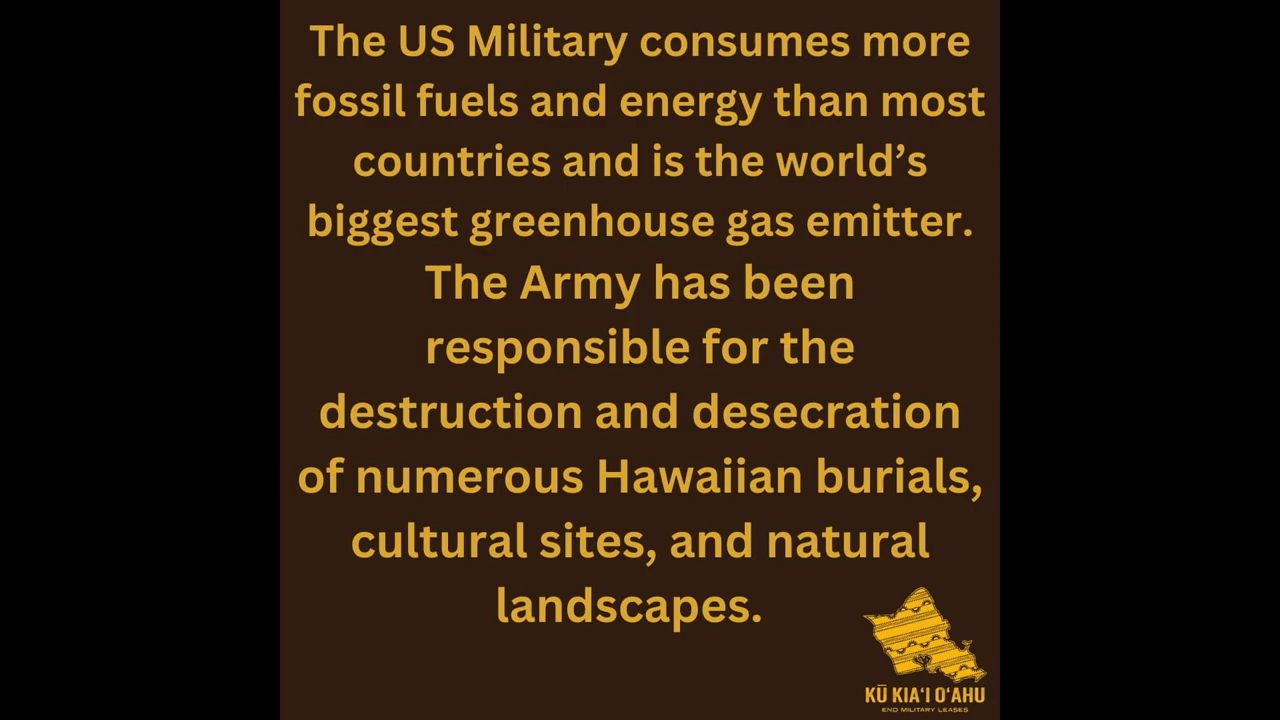 The US Military consumes more
fossil fuels and energy than most
countries and is the world’s
biggest greenhouse gas emitter.
The Army has been
responsible for the
destruction and desecration
of numerous Hawaiian burials,
cultural sites, and natural
landscapes.
KŪ KIAʻI OʻAHU
END MILITARY LEASES